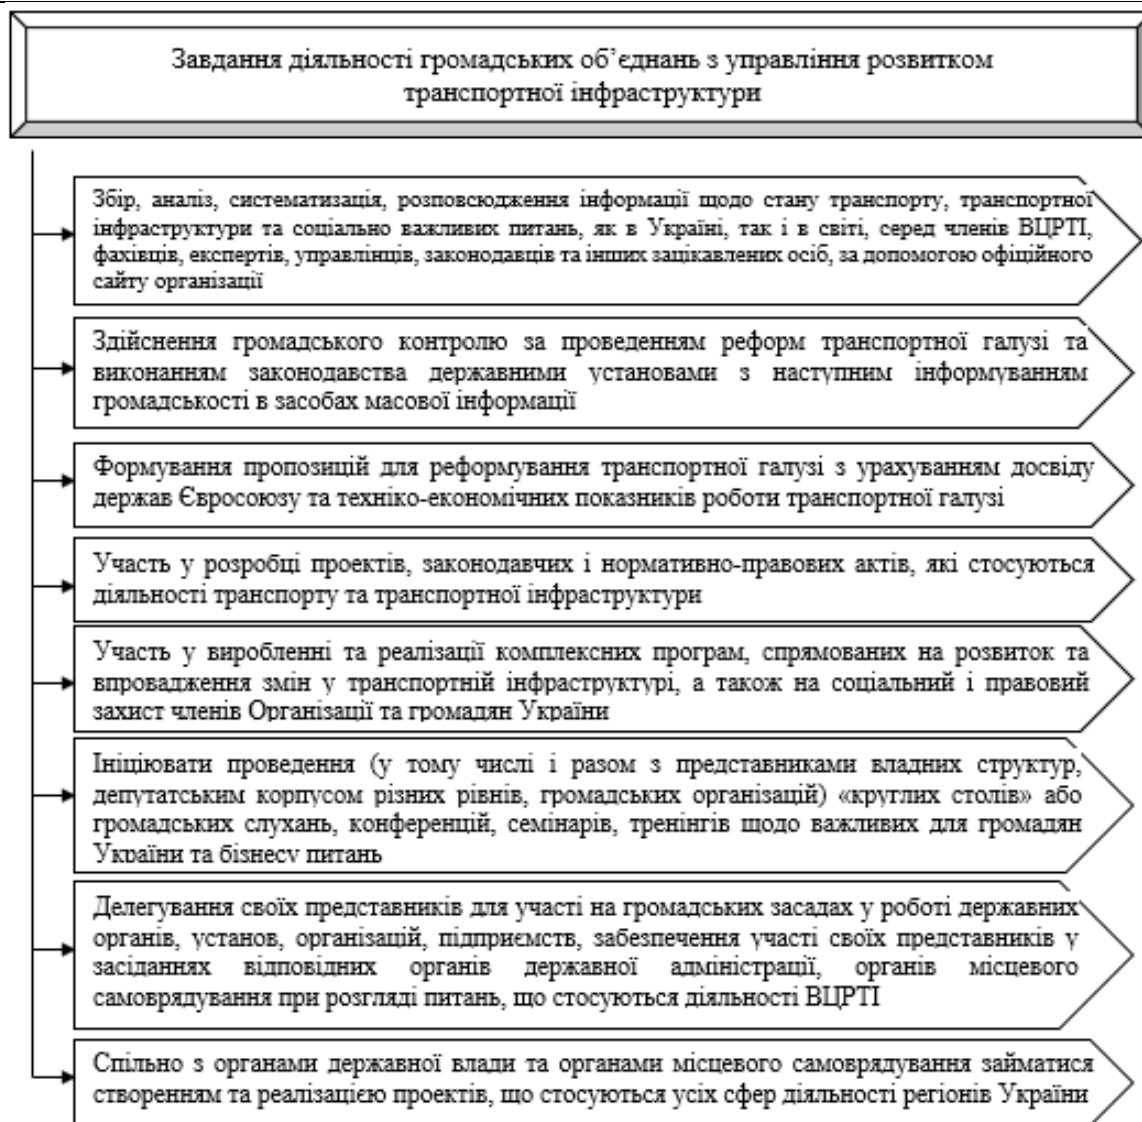 Завдання діяльності громадських об’єднань з управління розвитком
транспортної інфраструктури
Збір, аналіз, систематизація, розповсюдження інформації щодо стану транспорту, транспортної
інфраструктури та соціально важливих питань, як в Україні, так і в світі, серед членів ВЦРТІ,
фахівців, експертів, управлінців, законодавців та інших зацікавлених осіб, за допомогою офіційного
сайту організації
Здійснення громадського контролю за проведенням реформ транспортної галузі та
виконанням законодавства державними установами з наступним інформуванням
громадськості в засобах масової інформації
Формування пропозицій для реформування транспортної галузі з урахуванням досвіду
держав Євросоюзу та техніко-економічних показників роботи транспортної галузі
Участь у розробці проектів, законодавчих і нормативно-правових актів, які стосуються
діяльності транспорту та транспортної інфраструктури
Участь у виробленні та реалізації комплексних програм, спрямованих на розвиток та
впровадження змін у транспортній інфраструктурі, а також на соціальний і правовий
захист членів Організації та громадян України
Ініціювати проведення (у тому числі і разом з представниками владних структур,
депутатським корпусом різних рівнів, громадських організацій) «круглих столів» або
громадських слухань, конференцій, семінарів, тренінгів щодо важливих для громадян
України та бізнесу питань
Делегування своїх представників для участі на громадських засадах у роботі державних
органів, установ, організацій, підприємств, забезпечення участі своїх представників у
засіданнях відповідних органів державної адміністрації, органів місцевого
самоврядування при розгляді питань, що стосуються діяльності ВЦРТІ
Спільно з органами державної влади та органами місцевого самоврядування займатися
створенням та реалізацією проектів, що стосуються усіх сфер діяльності регіонів України